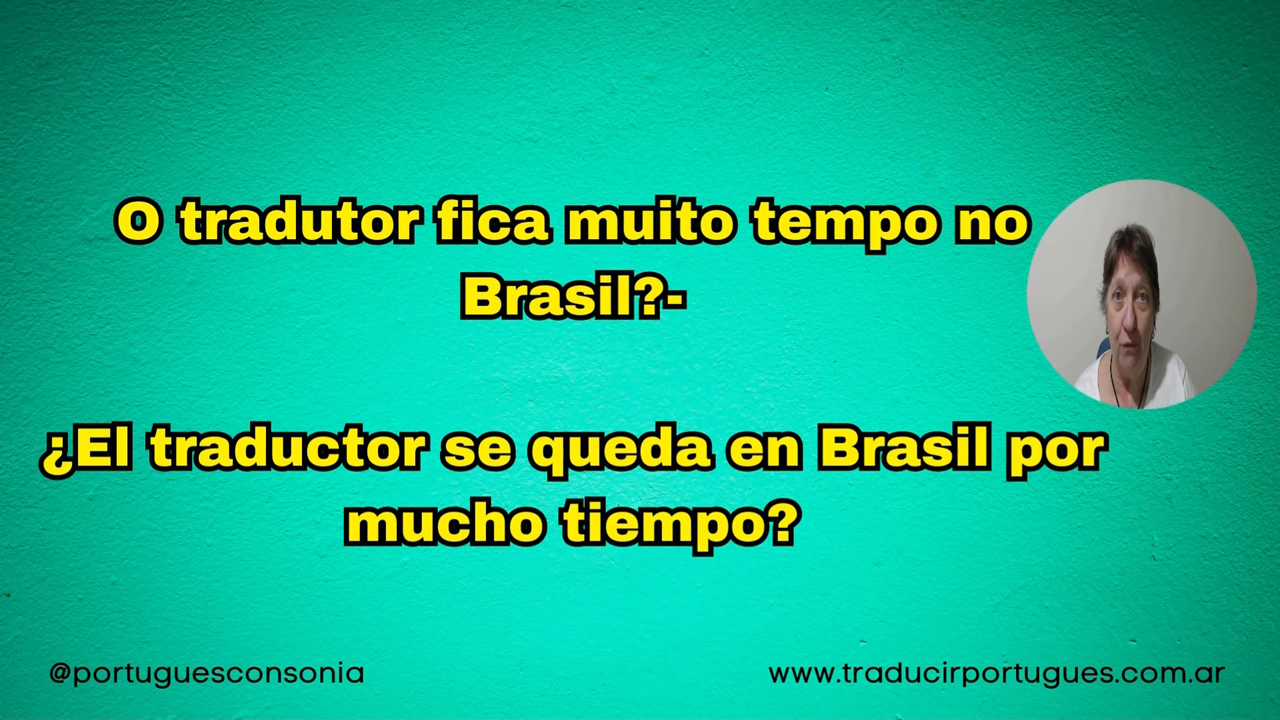 O tradutor fica muito tempo no
Brasil?-
¿El traductor se queda en Brasil por
mucho tiempo?
@portuguesconsonia
www.traducirportugues.com.ar